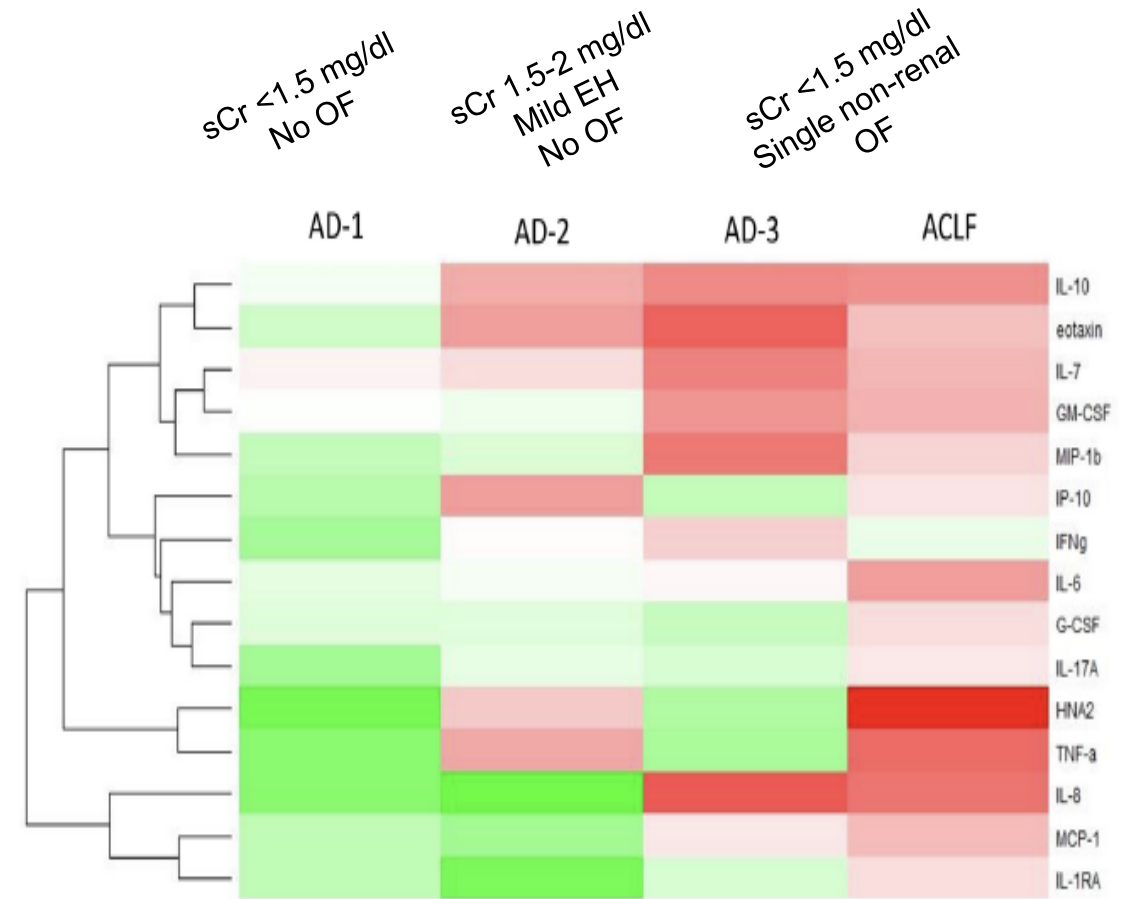 sCr <1.5 mg/dl
No OF
sCr 1.5-2 mg/dl
Mild EH
No OF
sCr <1.5 mg/dl
Single non-renal
OF
AD-1
AD-2
AD-3
ACLF
IL-10
eotaxin
IL-7
GM-CSF
MIP-1b
IP-10
IFNg
IL-6
G-CSF
IL-17A
HNA2
TNF-a
IL-8
MCP-1
IL-1RA